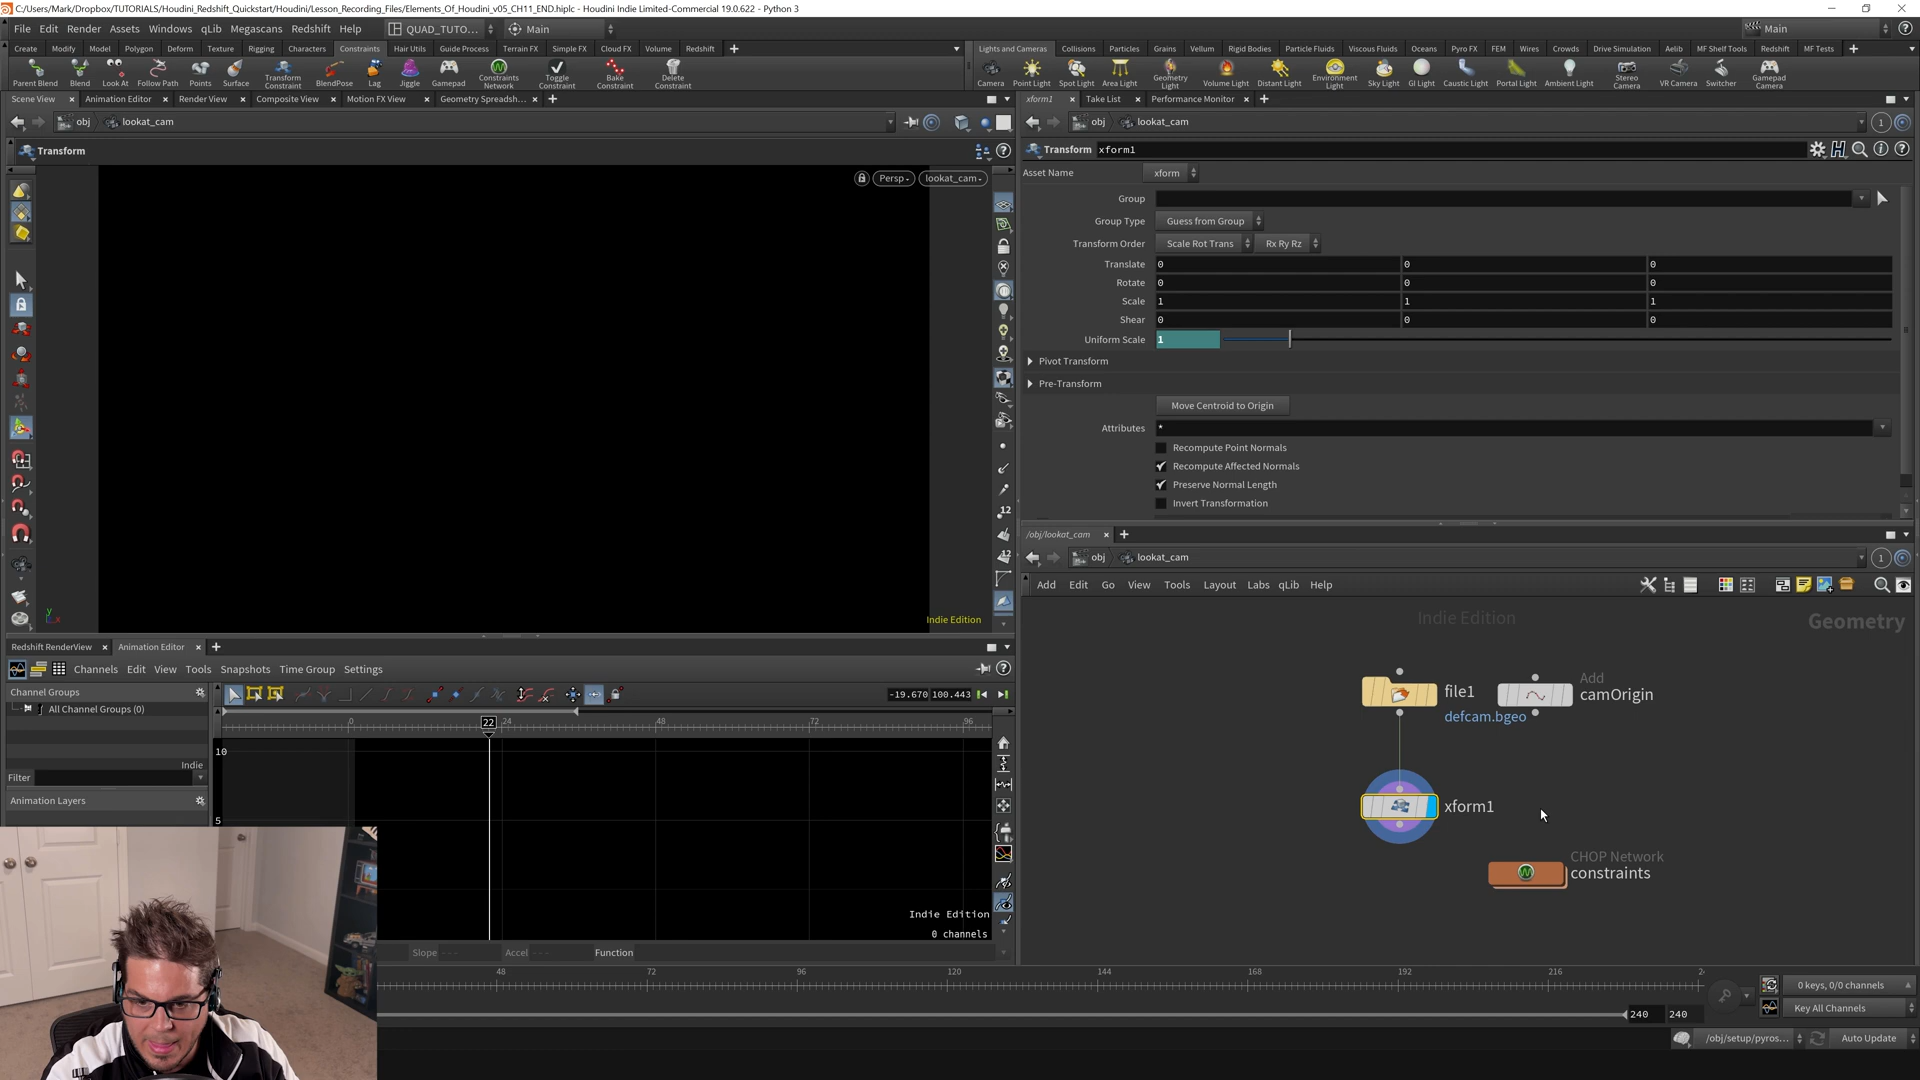 C:/Users/Mark/Dropbox/TUTORIALS/Houdini_Redshift_Quickstart/Houdini/Lesson_Recording_Files/Elements_Of_Houdini_v05_CH11_END.hiplc - Houdini Indie Limited-Commercial 19.0.622 - Python 3
File Edit Render Assets Windows qLib Megascans Redshift Help QUAD_TUTO... Main Main
Create Modify Model Polygon Deform Texture Rigging Characters Constraints Hair Utils Guide Process Terrain FX Simple FX Cloud FX Volume Redshift
Lights and Cameras Collisions Particles Grains Vellum Rigid Bodies Particle Fluids Viscous Fluids Oceans Pyro FX FEM Wires Crowds Drive Simulation Aelib MF Shelf Tools Redshift MF Tests
Parent Blend Blend Look At Follow Path Points Surface Transform Constraint BlendPose Lag Jiggle Gamepad Constraints Network Toggle Constraint Bake Constraint Delete Constraint
Camera Point Light Spot Light Area Light Geometry Light Volume Light Distant Light Environment Light Sky Light GI Light Caustic Light Portal Light Ambient Light Stereo Camera VR Camera Switcher Gamepad Camera
Scene View Animation Editor Render View Composite View Motion FX View Geometry Spreadsh...
obj lookat_cam
Transform
Persp lookat_cam
12
12
y
x
Indie Edition
xform1 Take List Performance Monitor
obj lookat_cam 1
Transform xform1
Asset Name xform
Group
Group Type Guess from Group
Transform Order Scale Rot Trans Rx Ry Rz
Translate 0 0 0
Rotate 0 0 0
Scale 1 1 1
Shear 0 0 0
Uniform Scale 1
Pivot Transform
Pre-Transform
Move Centroid to Origin
Attributes *
Recompute Point Normals
Recompute Affected Normals
Preserve Normal Length
Invert Transformation
/obj/lookat_cam
obj lookat_cam 1
Add Edit Go View Tools Layout Labs qLib Help
Indie Edition
Geometry
file1
defcam.bgeo
Add
camOrigin
xform1
CHOP Network
constraints
Redshift RenderView Animation Editor
Channels Edit View Tools Snapshots Time Group Settings
Channel Groups
All Channel Groups (0)
Indie
Filter
Animation Layers
-19.670 100.443
0 22 24 48 72 96
10
5
Indie Edition
0 channels
Slope --- Accel --- Function
48 72 96 120 144 168 192 216
240 240
0 keys, 0/0 channels
Key All Channels
/obj/setup/pyros... Auto Update